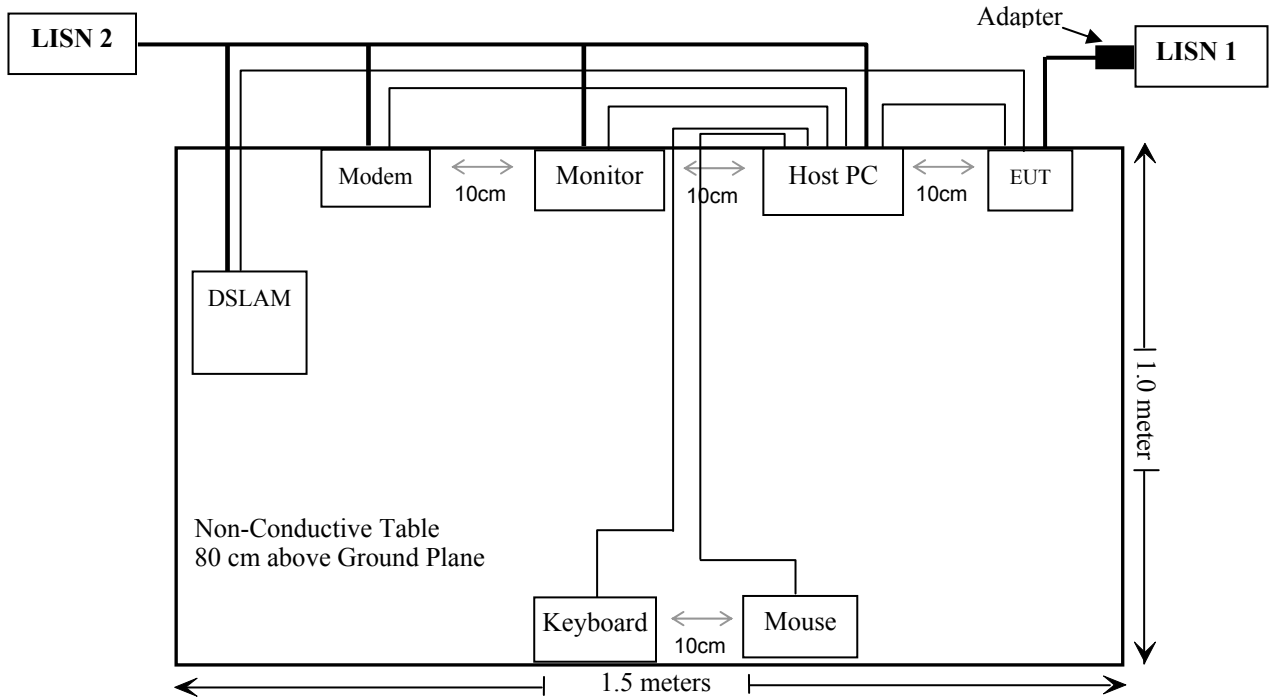 Adapter
LISN 2
LISN 1
Modem
Monitor
Host PC
EUT
10cm
10cm
10cm
DSLAM
1.0 meter
Non-Conductive Table
80 cm above Ground Plane
Keyboard
Mouse
10cm
1.5 meters